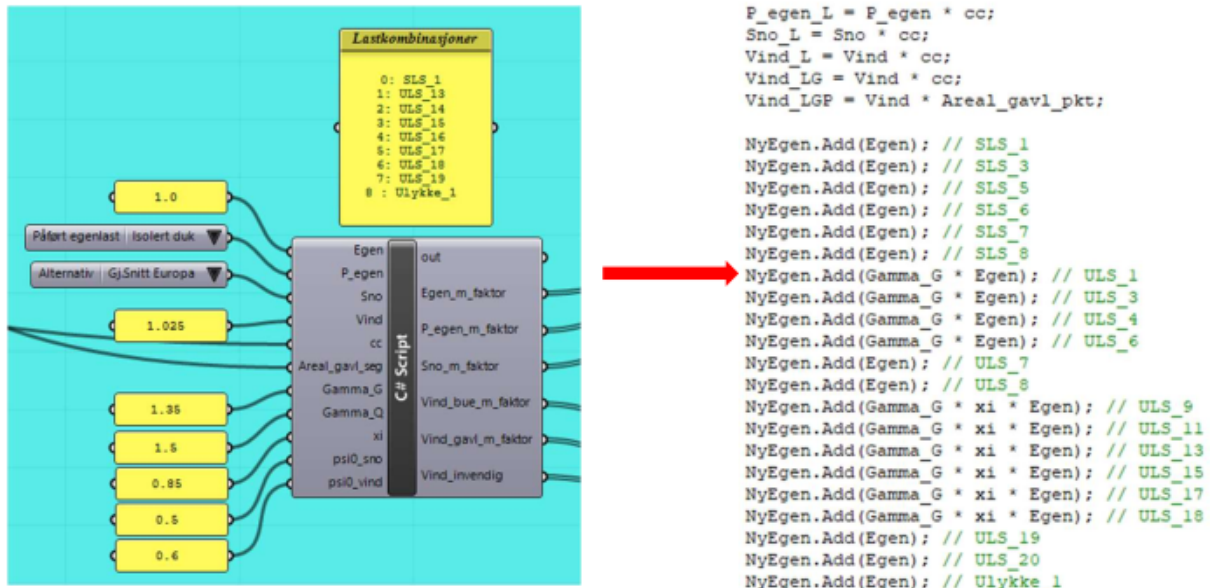 Lastkombinasjoner
0: SLS_1
1: ULS_13
2: ULS_14
3: ULS_15
4: ULS_16
5: ULS_17
6: ULS_18
7: ULS_19
8 : Ulykke_1
1.0
Påført egenlast Isolert duk
Alternativ Gj.Snitt Europa
1.025
1.35
1.5
0.85
0.5
0.6
Egen
P_egen
Sno
Vind
cc
Areal_gavl_seg
Gamma_G
Gamma_Q
xi
psi0_sno
psi0_vind
C# Script
out
Egen_m_faktor
P_egen_m_faktor
Sno_m_faktor
Vind_bue_m_faktor
Vind_gavl_m_faktor
Vind_invendig
P_egen_L = P_egen * cc;
Sno_L = Sno * cc;
Vind_L = Vind * cc;
Vind_LG = Vind * cc;
Vind_LGP = Vind * Areal_gavl_pkt;
NyEgen.Add(Egen); // SLS_1
NyEgen.Add(Egen); // SLS_3
NyEgen.Add(Egen); // SLS_5
NyEgen.Add(Egen); // SLS_6
NyEgen.Add(Egen); // SLS_7
NyEgen.Add(Egen); // SLS_8
NyEgen.Add(Gamma_G * Egen); // ULS_1
NyEgen.Add(Gamma_G * Egen); // ULS_3
NyEgen.Add(Gamma_G * Egen); // ULS_4
NyEgen.Add(Gamma_G * Egen); // ULS_6
NyEgen.Add(Egen); // ULS_7
NyEgen.Add(Egen); // ULS_8
NyEgen.Add(Gamma_G * xi * Egen); // ULS_9
NyEgen.Add(Gamma_G * xi * Egen); // ULS_11
NyEgen.Add(Gamma_G * xi * Egen); // ULS_13
NyEgen.Add(Gamma_G * xi * Egen); // ULS_15
NyEgen.Add(Gamma_G * xi * Egen); // ULS_17
NyEgen.Add(Gamma_G * xi * Egen); // ULS_18
NyEgen.Add(Egen); // ULS_19
NyEgen.Add(Egen); // ULS_20
NyEgen.Add(Egen); // Ulykke_1